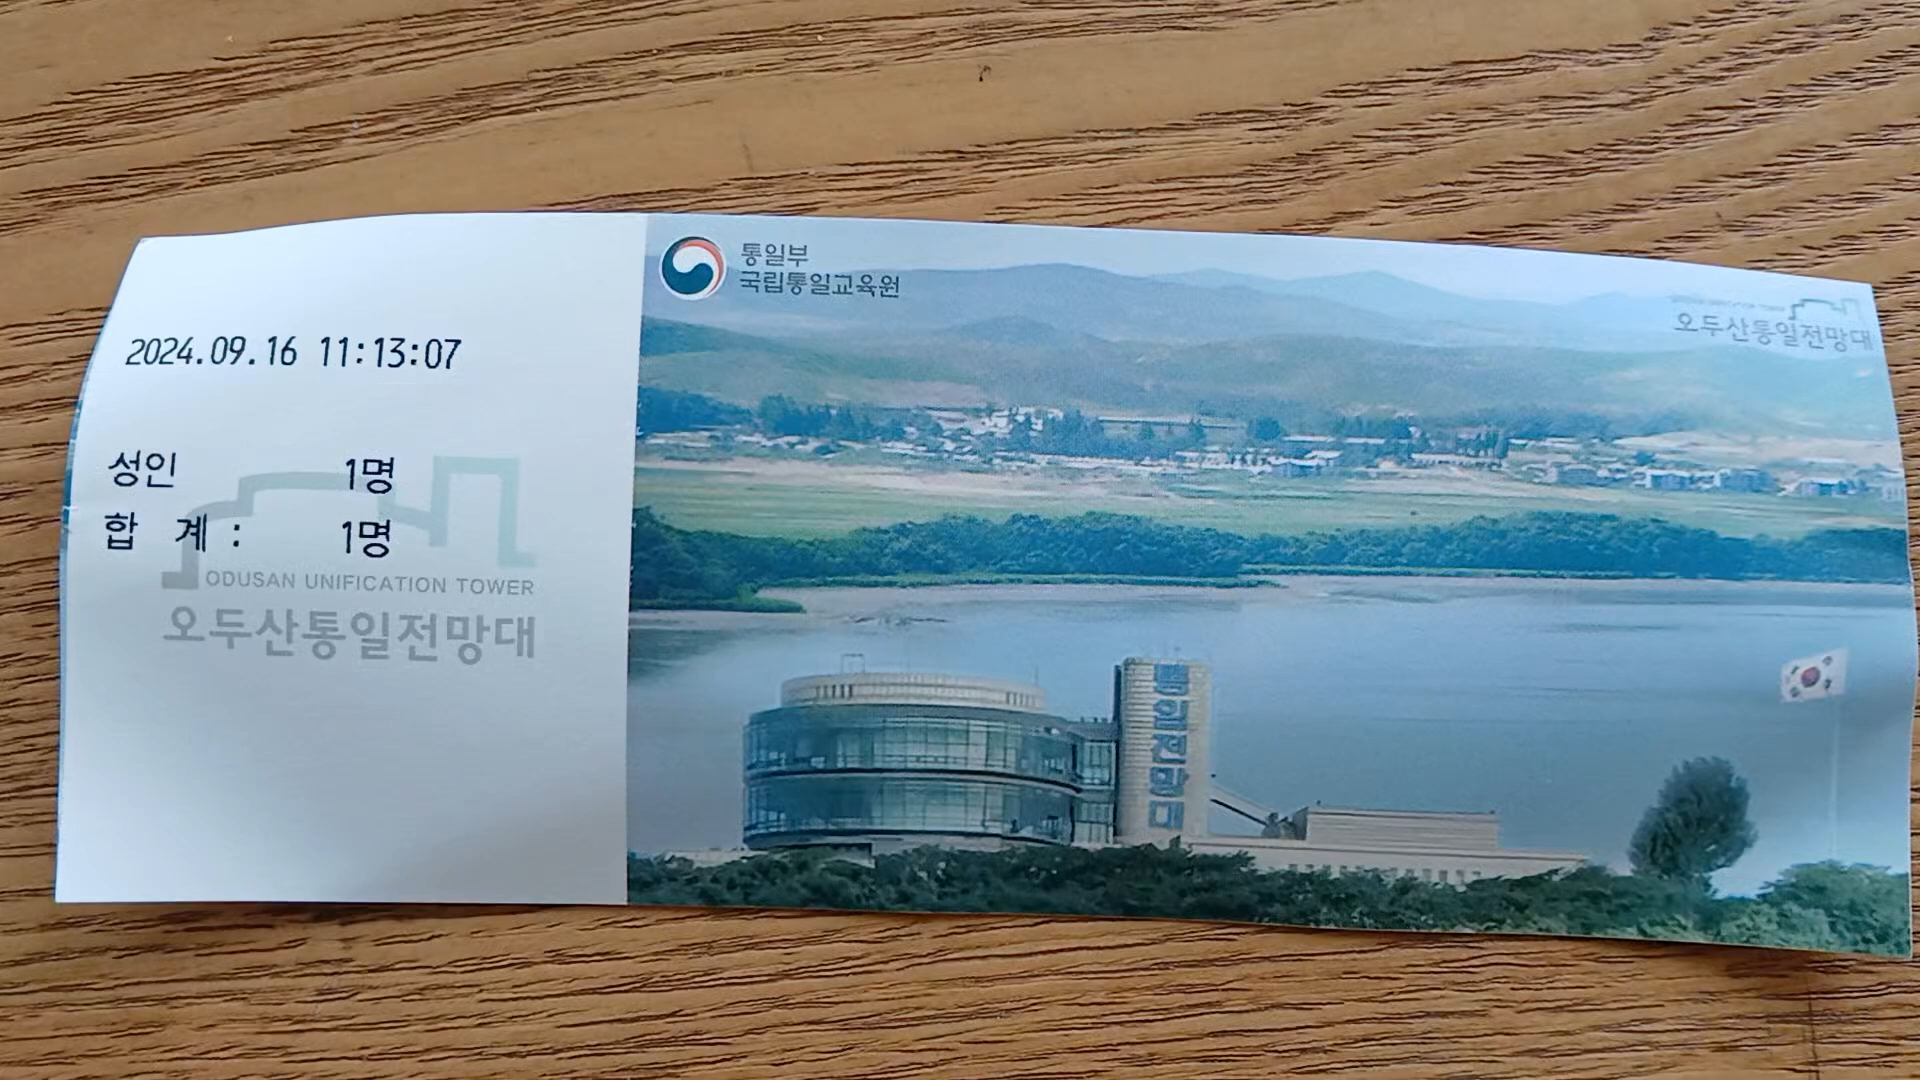 2024.09.16 11:13:07
성인 1명
합 계 : 1명
ODUSAN UNIFICATION TOWER
오두산통일전망대
통일부
국립통일교육원
오두산통일전망대
통일전망대